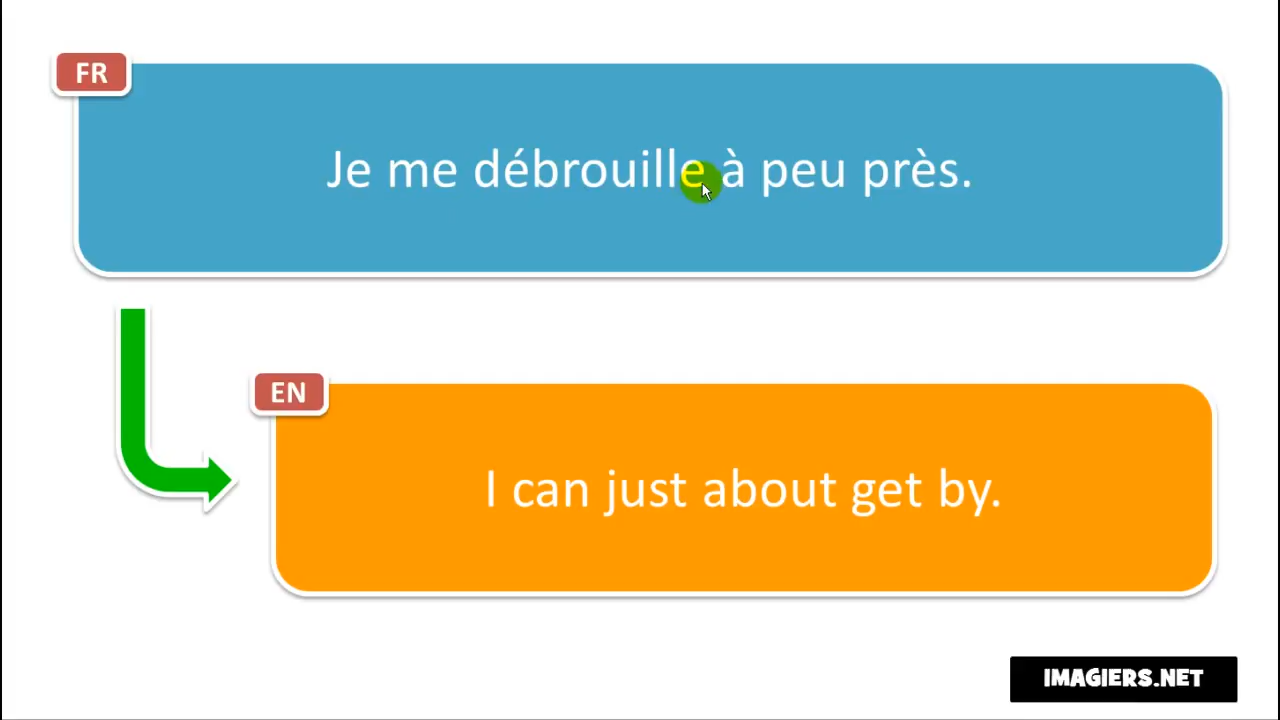 FR
Je me débrouille à peu près.
EN
I can just about get by.
IMAGIERS.NET